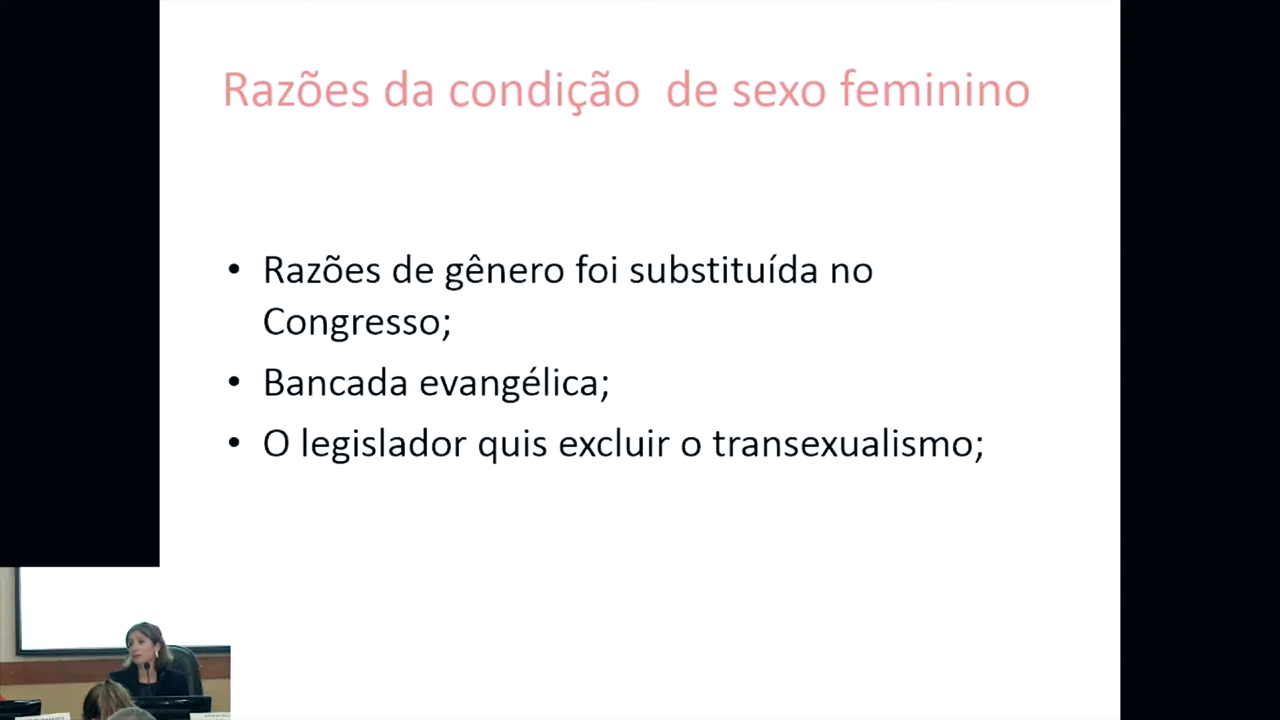 Razões da condição de sexo feminino
• Razões de gênero foi substituída no
Congresso;
• Bancada evangélica;
• O legislador quis excluir o transexualismo;